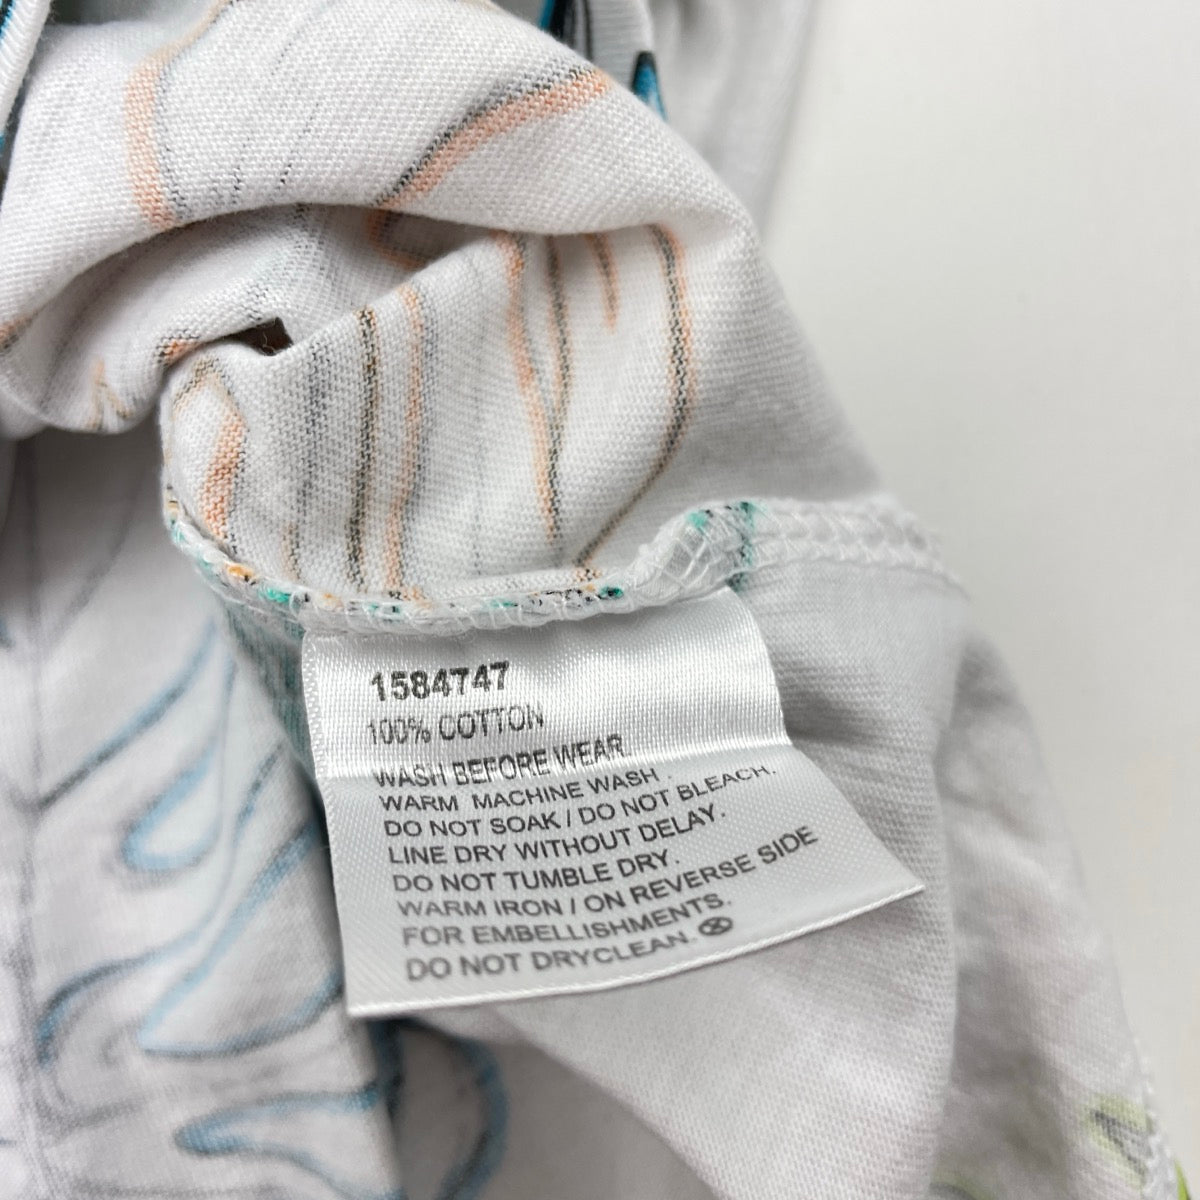 1584747
100% COTTON
WASH BEFORE WEAR.
WARM MACHINE WASH.
DO NOT SOAK / DO NOT BLEACH.
LINE DRY WITHOUT DELAY.
DO NOT TUMBLE DRY.
WARM IRON / ON REVERSE SIDE
FOR EMBELLISHMENTS.
DO NOT DRYCLEAN.